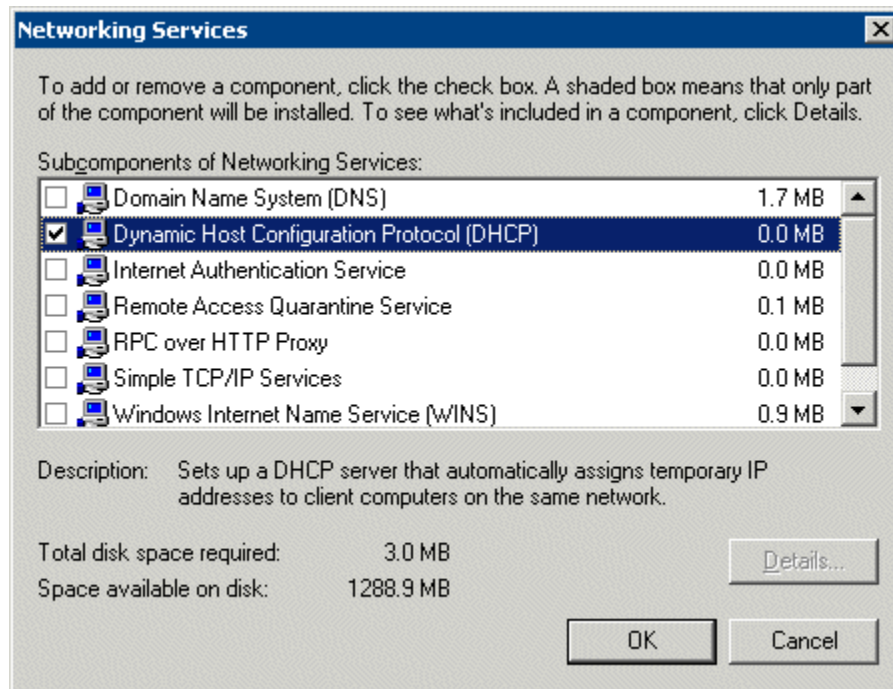 Networking Services
To add or remove a component, click the check box. A shaded box means that only part
of the component will be installed. To see what's included in a component, click Details.
Subcomponents of Networking Services:
Domain Name System (DNS) 1.7 MB
Dynamic Host Configuration Protocol (DHCP) 0.0 MB
Internet Authentication Service 0.0 MB
Remote Access Quarantine Service 0.1 MB
RPC over HTTP Proxy 0.0 MB
Simple TCP/IP Services 0.0 MB
Windows Internet Name Service (WINS) 0.9 MB
Description: Sets up a DHCP server that automatically assigns temporary IP
addresses to client computers on the same network.
Total disk space required: 3.0 MB
Details...
Space available on disk: 1288.9 MB
OK Cancel